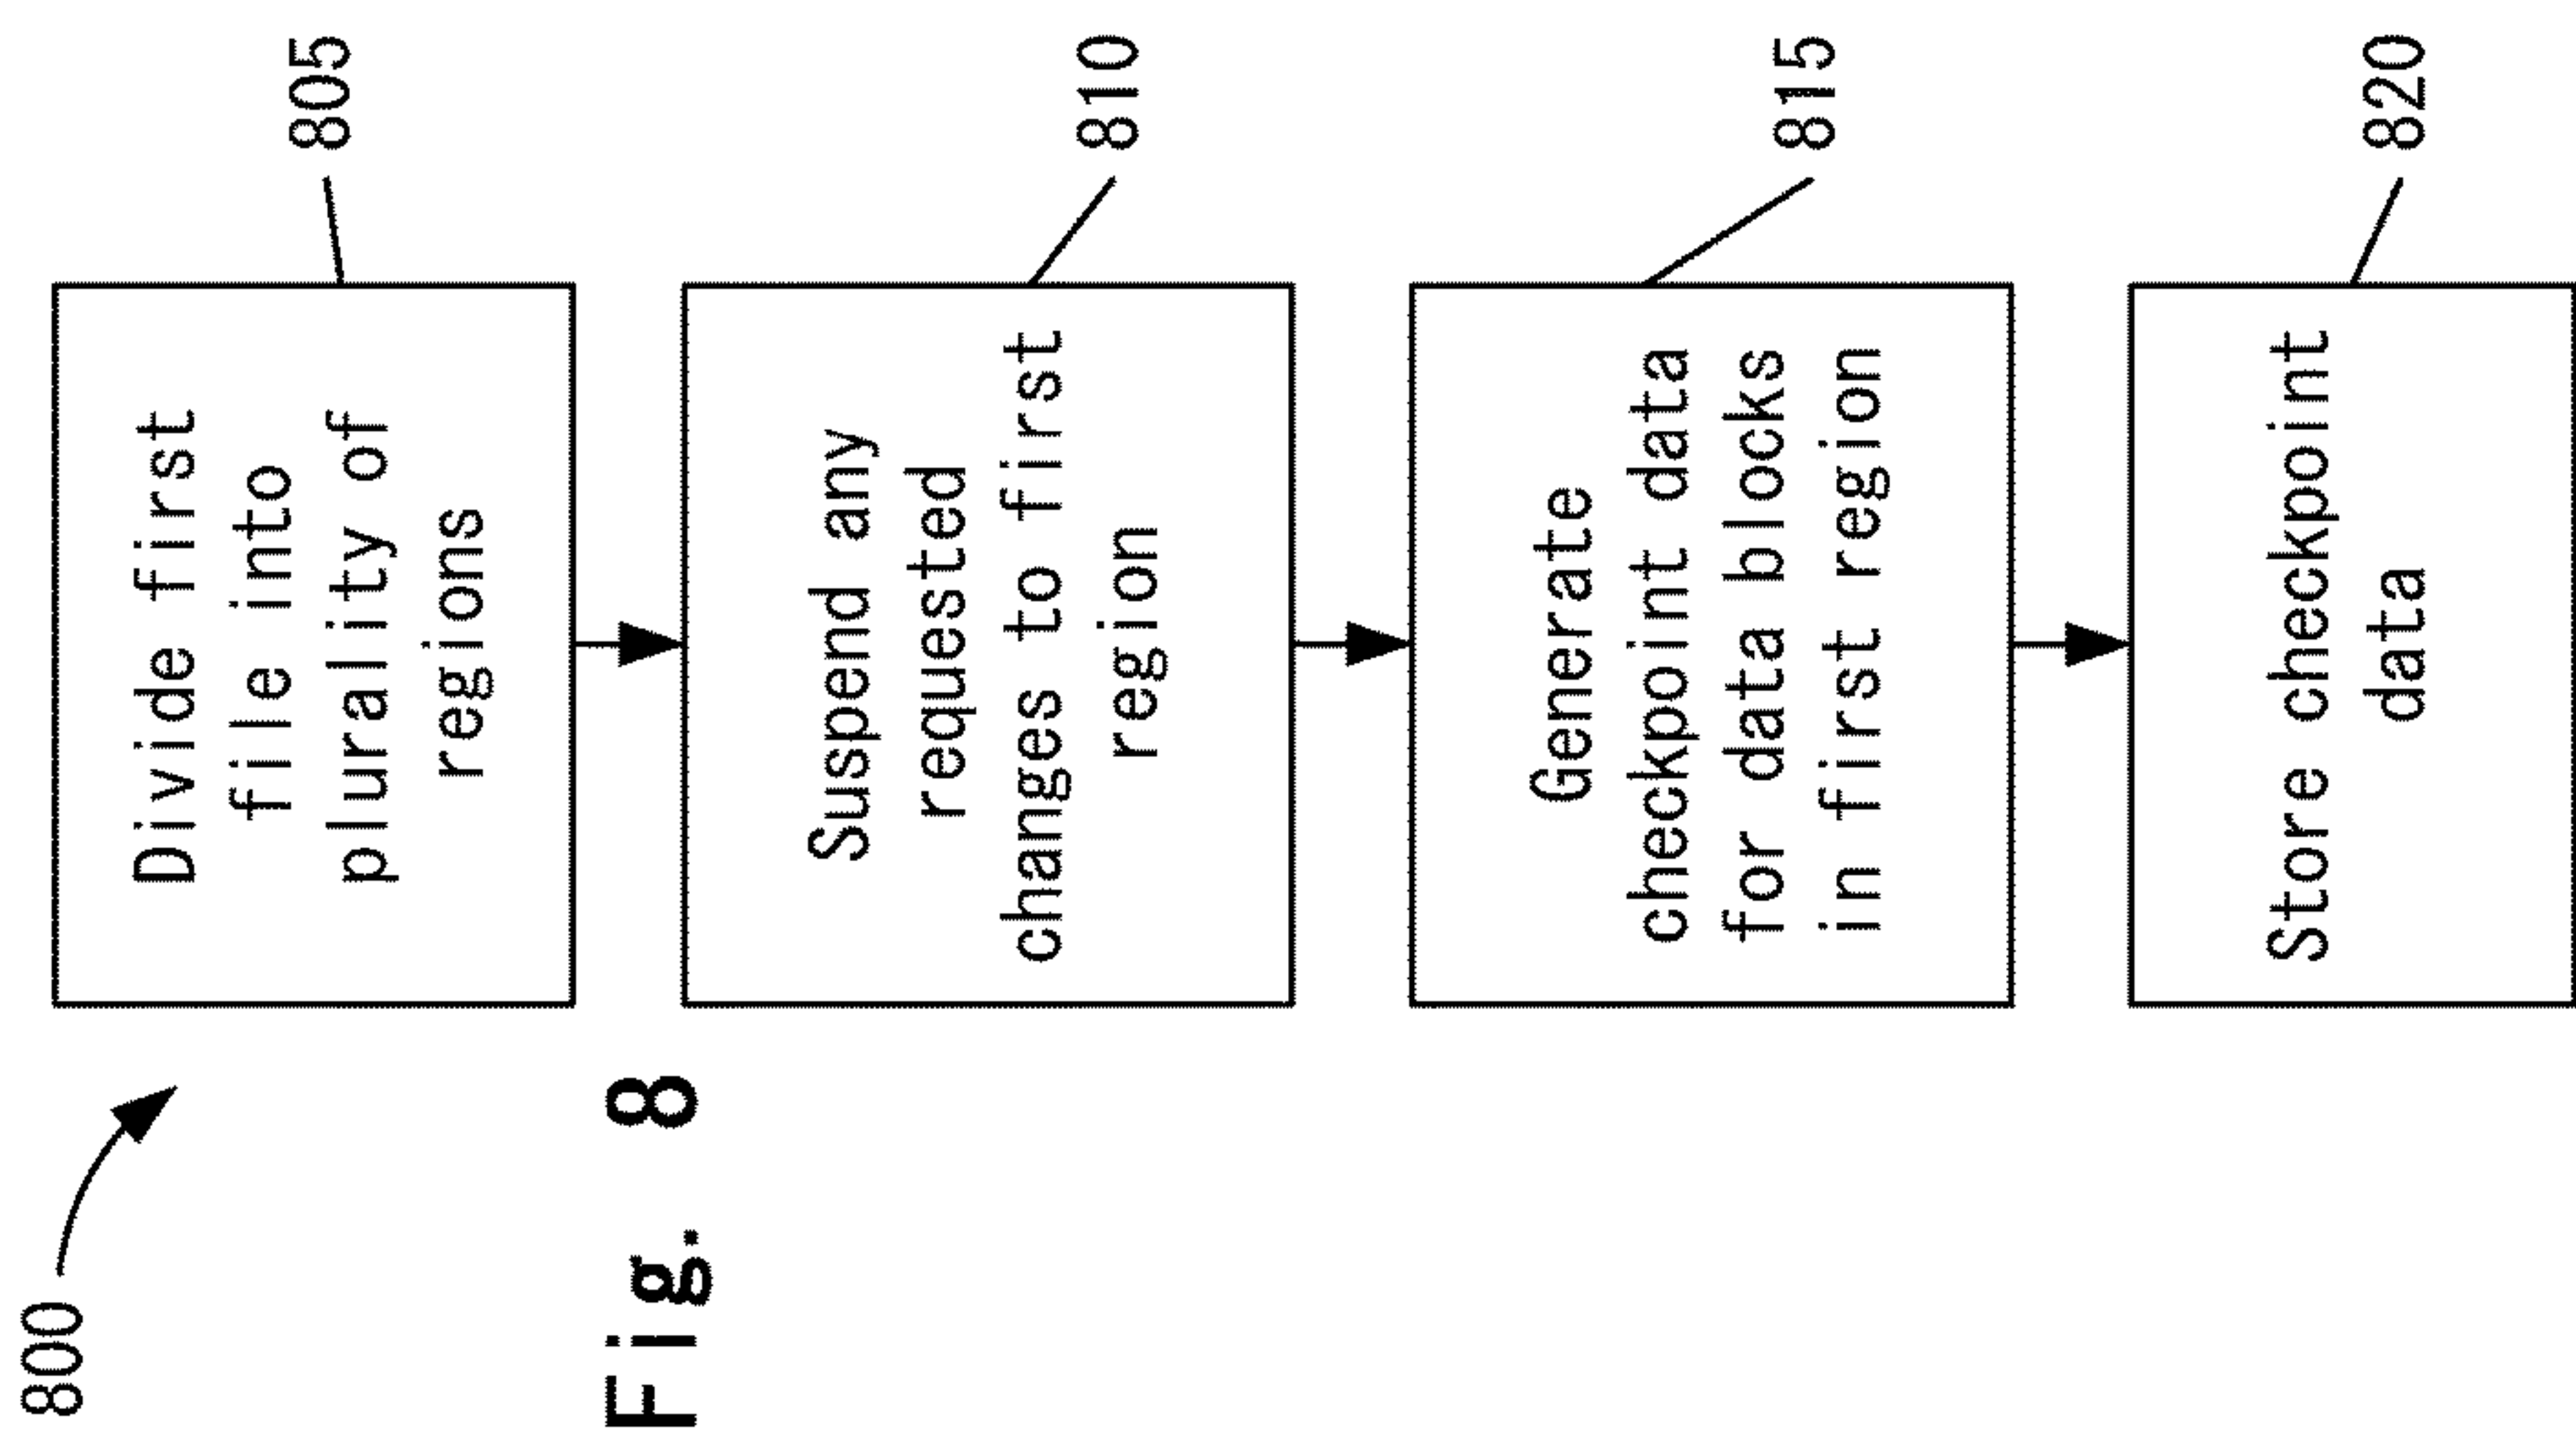 800
Divide first
file into
plurality of
regions
805
Suspend any
requested
changes to first
region
810
Generate
checkpoint data
for data blocks
in first region
815
Store checkpoint
data
820
Fig. 8